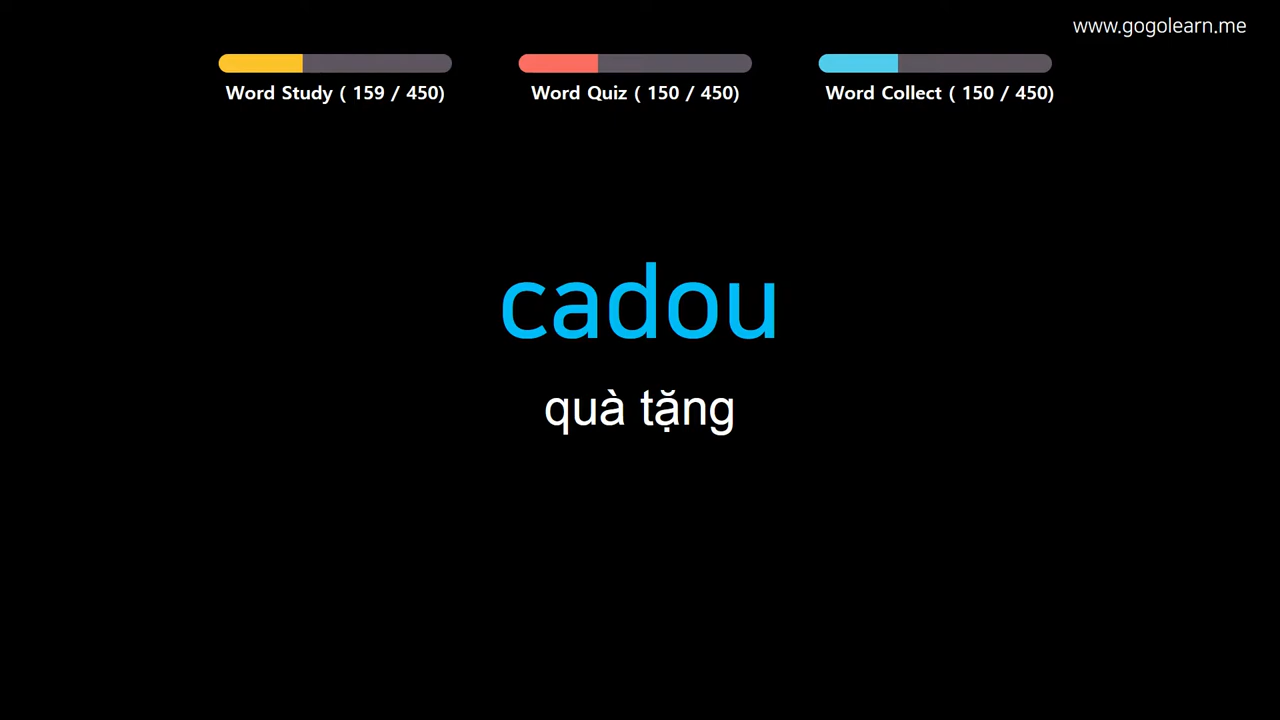 www.gogolearn.me
Word Study ( 159 / 450)
Word Quiz ( 150 / 450)
Word Collect ( 150 / 450)
cadou
quà tặng